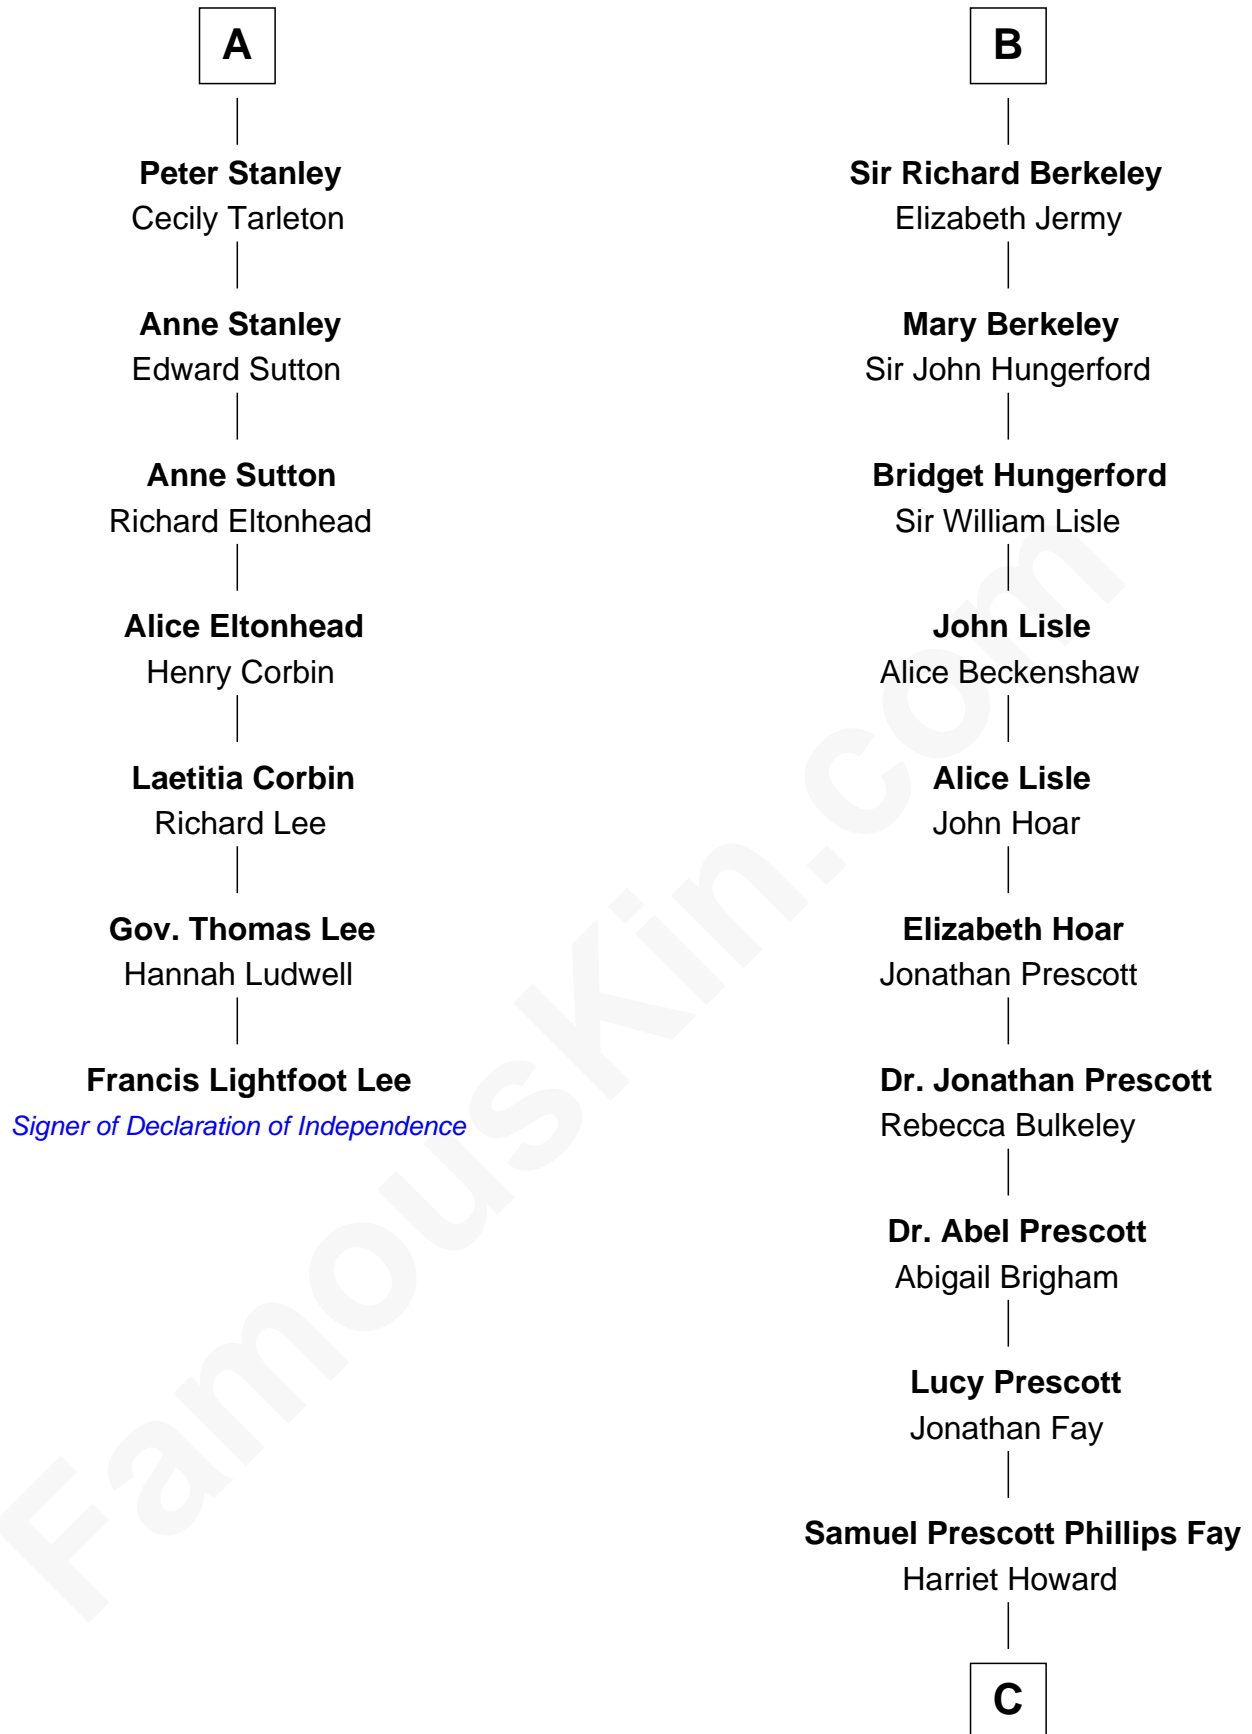 A
Peter Stanley
Cecily Tarleton
Anne Stanley
Edward Sutton
Anne Sutton
Richard Eltonhead
Alice Eltonhead
Henry Corbin
Laetitia Corbin
Richard Lee
Gov. Thomas Lee
Hannah Ludwell
Francis Lightfoot Lee
Signer of Declaration of Independence
B
Sir Richard Berkeley
Elizabeth Jermy
Mary Berkeley
Sir John Hungerford
Bridget Hungerford
Sir William Lisle
John Lisle
Alice Beckenshaw
Alice Lisle
John Hoar
Elizabeth Hoar
Jonathan Prescott
Dr. Jonathan Prescott
Rebecca Bulkeley
Dr. Abel Prescott
Abigail Brigham
Lucy Prescott
Jonathan Fay
Samuel Prescott Phillips Fay
Harriet Howard
C
FamousKin.com